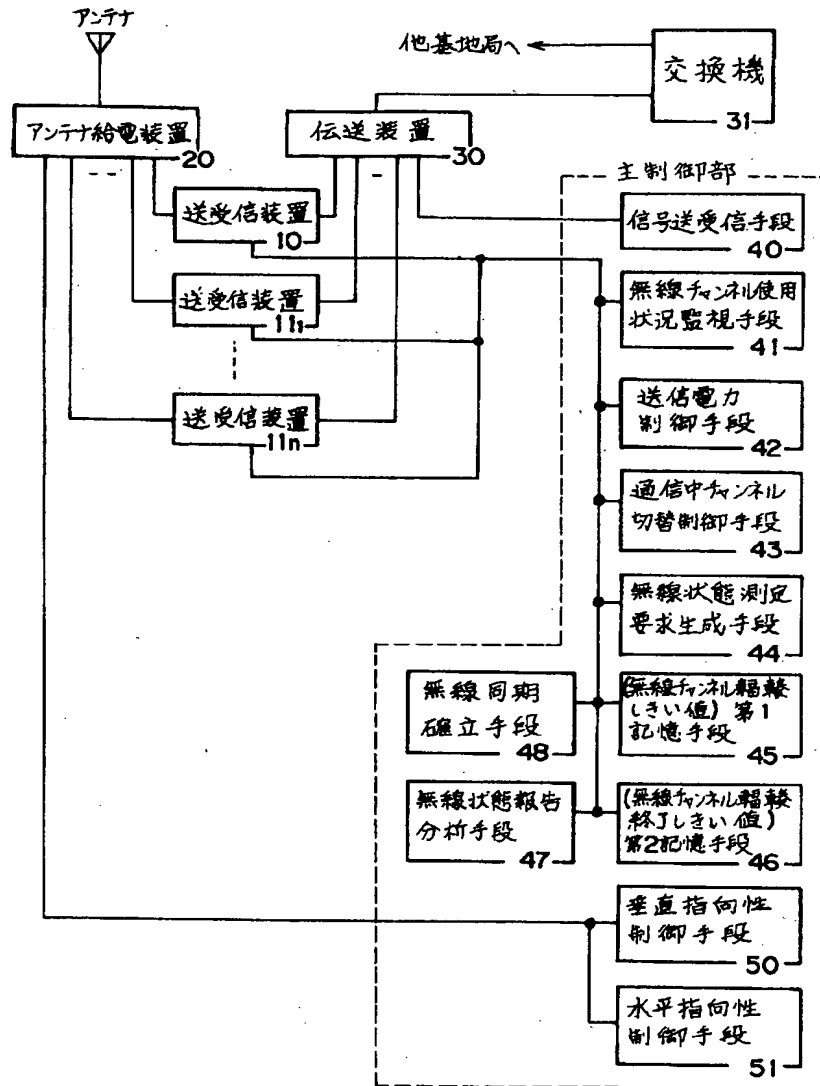 アンテナ
他基地局へ
交換機
31
アンテナ給電装置
20
伝送装置
30
主制御部
送受信装置
10
信号送受信手段
40
送受信装置
11₁
無線チャンネル使用
状況監視手段
41
送受信装置
11n
送信電力
制御手段
42
通信中チャンネル
切替制御手段
43
無線状態測定
要求生成手段
44
無線同期
確立手段
48
(無線チャンネル輻輳
しきい値) 第1
記憶手段
45
無線状態報告
分析手段
47
(無線チャンネル輻輳
終了しきい値)
第2記憶手段
46
垂直指向性
制御手段
50
水平指向性
制御手段
51